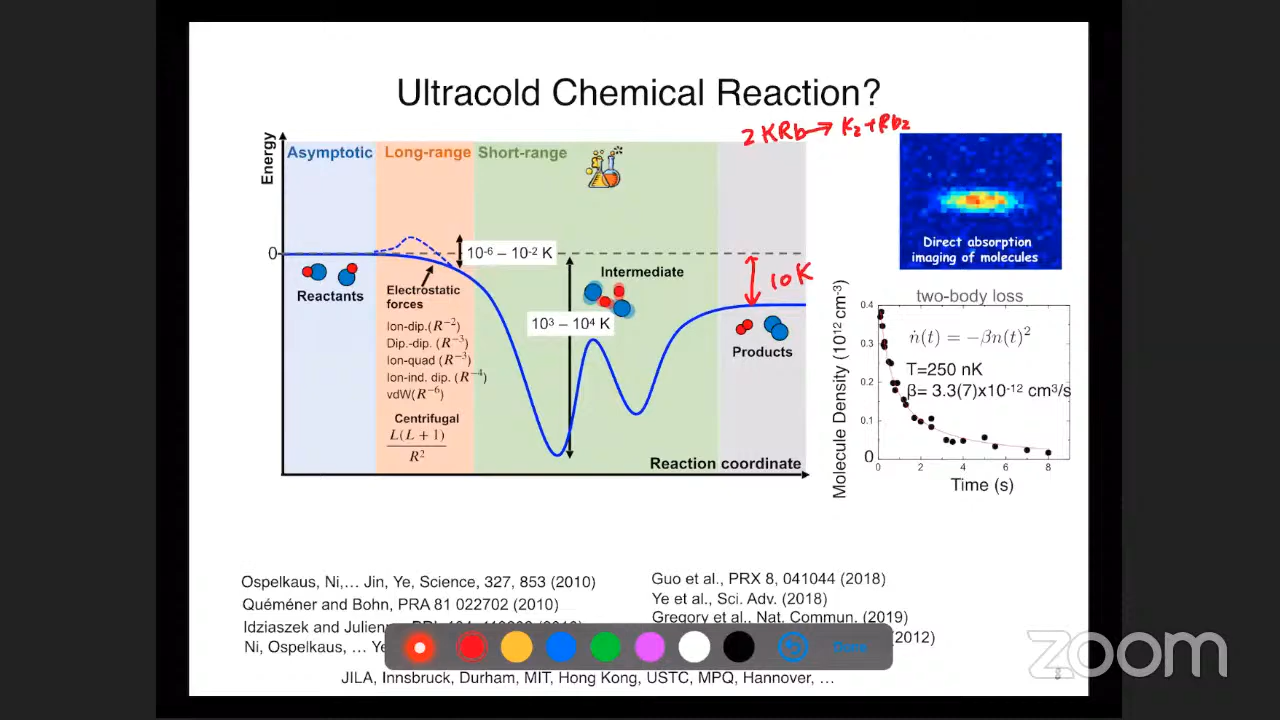 Ultracold Chemical Reaction?
2 KRb → K₂ + Rb₂
Energy
Asymptotic
Long-range
Short-range
0
10⁻⁶ – 10⁻² K
Reactants
Electrostatic
forces
Ion-dip.(R⁻²)
Dip.-dip. (R⁻³)
Ion-quad (R⁻³)
Ion-ind. dip. (R⁻⁴)
vdW(R⁻⁶)
Centrifugal
L(L + 1)
R²
10³ – 10⁴ K
Intermediate
10K
Products
Reaction coordinate
Direct absorption
imaging of molecules
two-body loss
ṅ(t) = −βn(t)²
T=250 nK
β= 3.3(7)x10⁻¹² cm³/s
Molecule Density (10¹² cm⁻³)
0.4
0.3
0.2
0.1
0
0 2 4 6 8
Time (s)
Ospelkaus, Ni,… Jin, Ye, Science, 327, 853 (2010)
Quéméner and Bohn, PRA 81 022702 (2010)
Idziaszek and
Ni, Ospelkaus, …
Guo et al., PRX 8, 041044 (2018)
Ye et al., Sci. Adv. (2018)
Gregory et al., Nat. Commun. (2019)
(2012)
Done
JILA, Innsbruck, Durham, MIT, Hong Kong, USTC, MPQ, Hannover, …
8
zoom